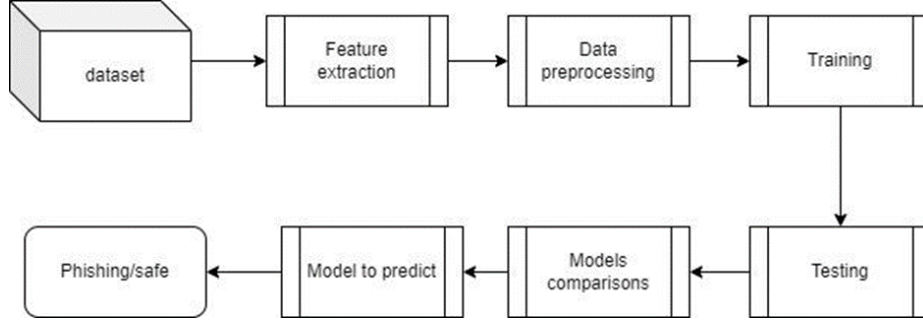 dataset
Feature
extraction
Data
preprocessing
Training
Phishing/safe
Model to predict
Models
comparisons
Testing